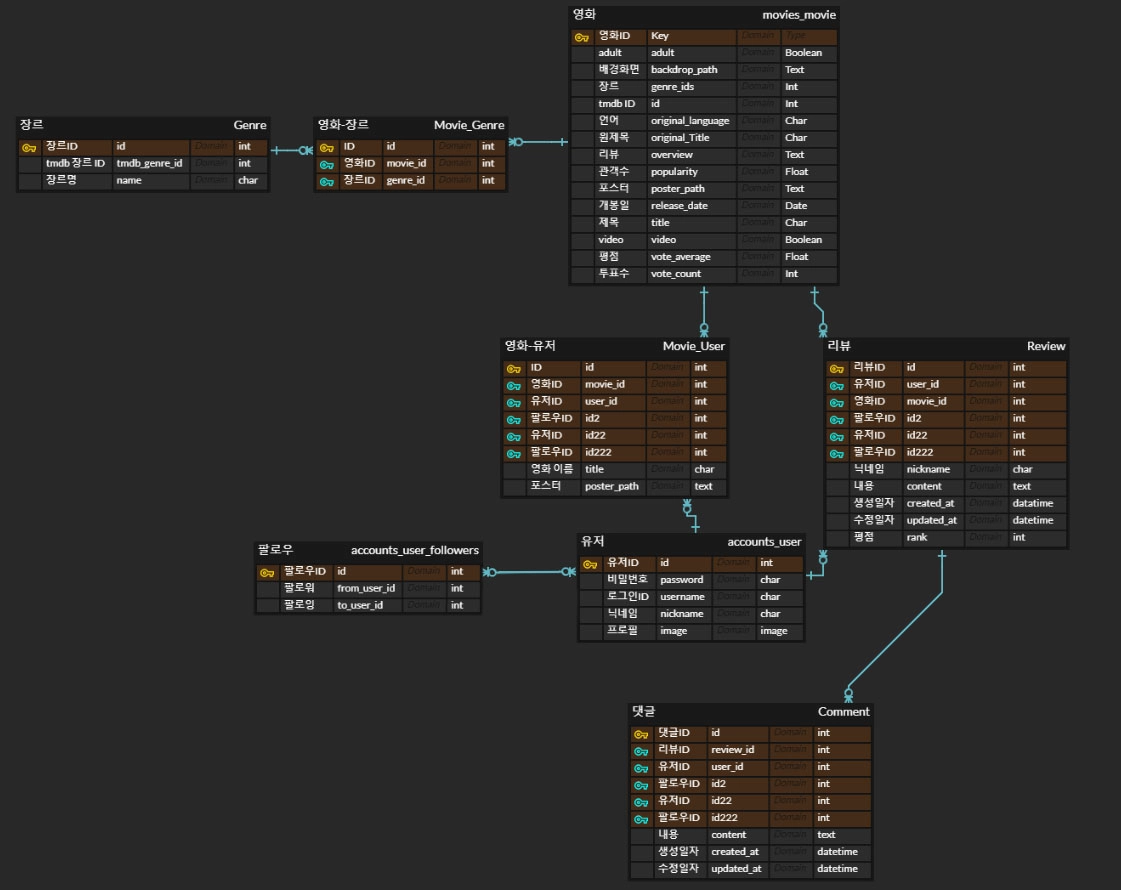 영화 movies_movie
영화ID Key Domain Type
adult adult Domain Boolean
배경화면 backdrop_path Domain Text
장르 genre_ids Domain Int
tmdb ID id Domain Int
언어 original_language Domain Char
원제목 original_Title Domain Char
리뷰 overview Domain Text
관객수 popularity Domain Float
포스터 poster_path Domain Text
개봉일 release_date Domain Date
제목 title Domain Char
video video Domain Boolean
평점 vote_average Domain Float
투표수 vote_count Domain Int
장르 Genre
장르ID id Domain int
tmdb 장르 ID tmdb_genre_id Domain int
장르명 name Domain char
영화-장르 Movie_Genre
ID id Domain int
영화ID movie_id Domain int
장르ID genre_id Domain int
영화-유저 Movie_User
ID id Domain int
영화ID movie_id Domain int
유저ID user_id Domain int
팔로우ID id2 Domain int
유저ID id22 Domain int
팔로우ID id222 Domain int
영화 이름 title Domain char
포스터 poster_path Domain text
리뷰 Review
리뷰ID id Domain int
유저ID user_id Domain int
영화ID movie_id Domain int
팔로우ID id2 Domain int
유저ID id22 Domain int
팔로우ID id222 Domain int
닉네임 nickname Domain char
내용 content Domain text
생성일자 created_at Domain datatime
수정일자 updated_at Domain datetime
평점 rank Domain int
팔로우 accounts_user_followers
팔로우ID id Domain int
팔로워 from_user_id Domain int
팔로잉 to_user_id Domain int
유저 accounts_user
유저ID id Domain int
비밀번호 password Domain char
로그인ID username Domain char
닉네임 nickname Domain char
프로필 image Domain image
댓글 Comment
댓글ID id Domain int
리뷰ID review_id Domain int
유저ID user_id Domain int
팔로우ID id2 Domain int
유저ID id22 Domain int
팔로우ID id222 Domain int
내용 content Domain text
생성일자 created_at Domain datetime
수정일자 updated_at Domain datetime